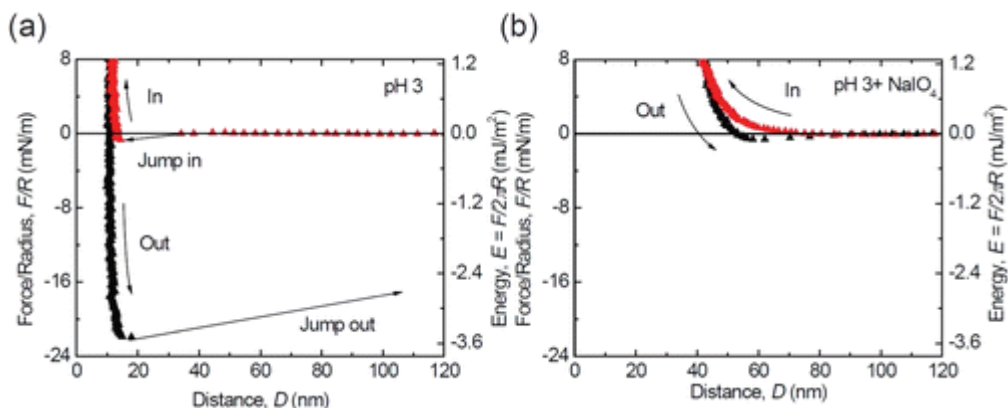 (a)
(b)
8
0
-8
-16
-24
Force/Radius, F/R (mN/m)
pH 3
In
Jump in
Out
Jump out
1.2
0.0
-1.2
-2.4
-3.6
Energy, E = F/2πR (mJ/m²)
0 20 40 60 80 100 120
Distance, D (nm)
8
0
-8
-16
-24
Force/Radius, F/R (mN/m)
pH 3+ NaIO₄
In
Out
1.2
0.0
-1.2
-2.4
-3.6
Energy, E = F/2πR (mJ/m²)
0 20 40 60 80 100 120
Distance, D (nm)